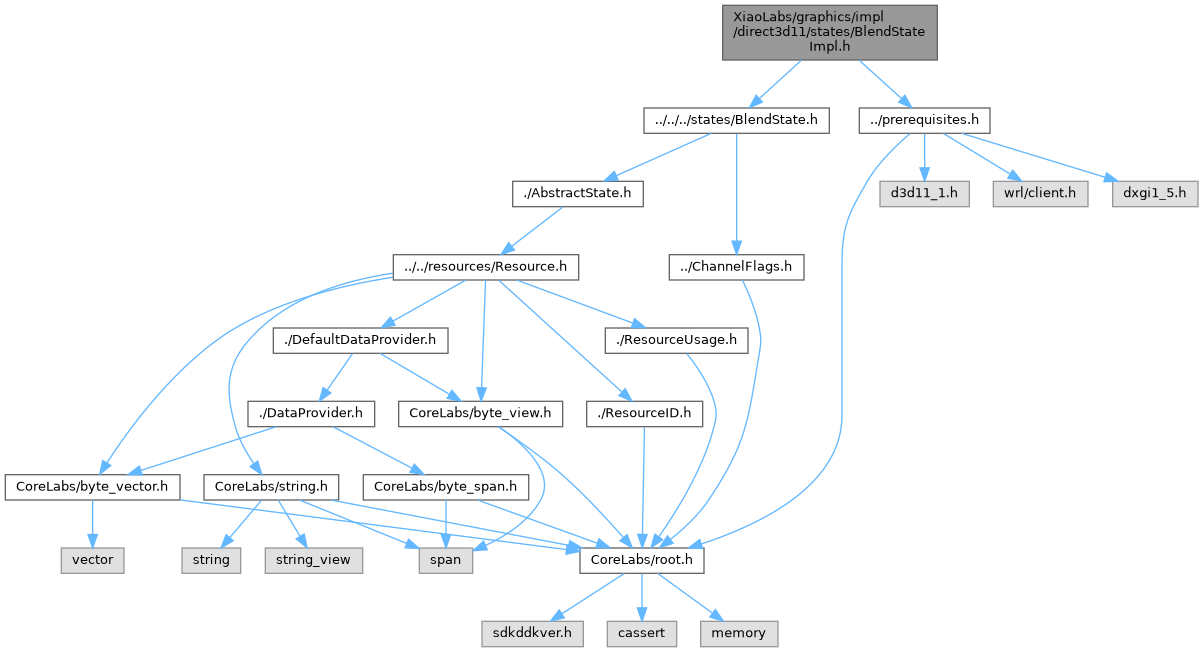 XiaoLabs/graphics/impl
/direct3d11/states/BlendState
Impl.h
../../../states/BlendState.h
../prerequisites.h
./AbstractState.h
d3d11_1.h
wrl/client.h
dxgi1_5.h
../../resources/Resource.h
../ChannelFlags.h
./DefaultDataProvider.h
./ResourceUsage.h
./DataProvider.h
CoreLabs/byte_view.h
./ResourceID.h
CoreLabs/byte_vector.h
CoreLabs/string.h
CoreLabs/byte_span.h
vector
string
string_view
span
CoreLabs/root.h
sdkddkver.h
cassert
memory